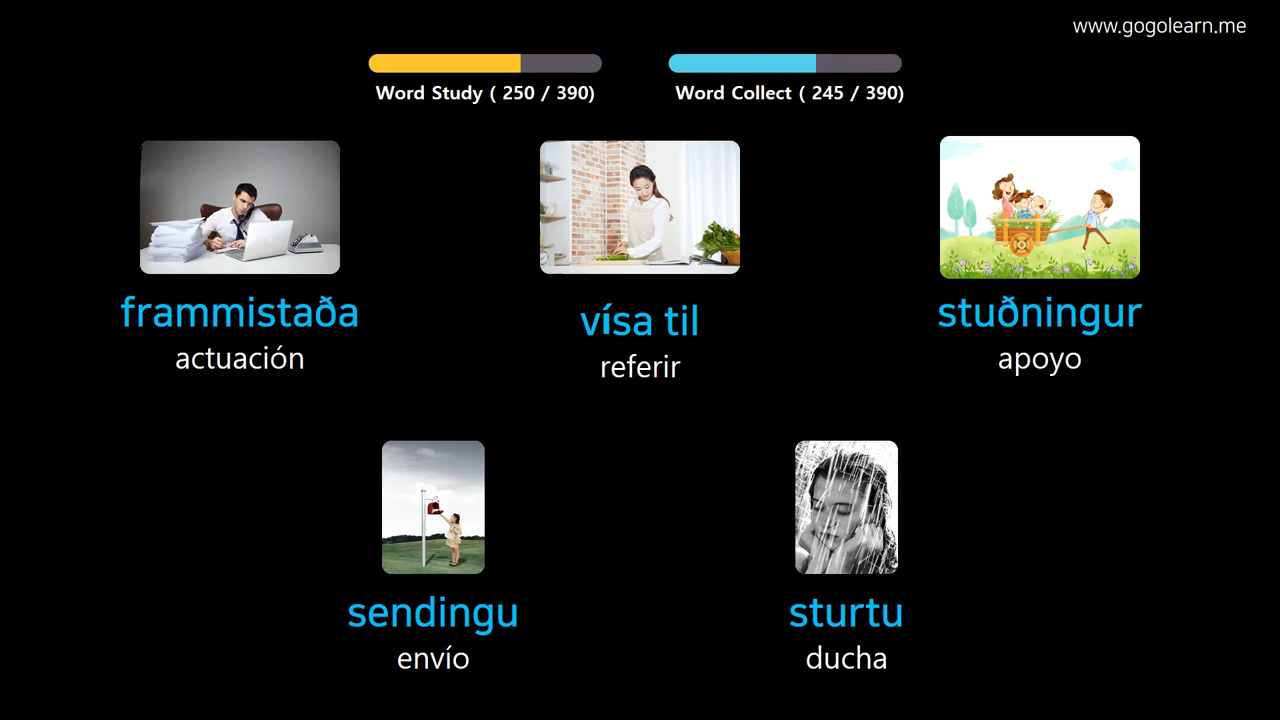 www.gogolearn.me
Word Study ( 250 / 390)
Word Collect ( 245 / 390)
frammistaða
actuación
vísa til
referir
stuðningur
apoyo
sendingu
envío
sturtu
ducha